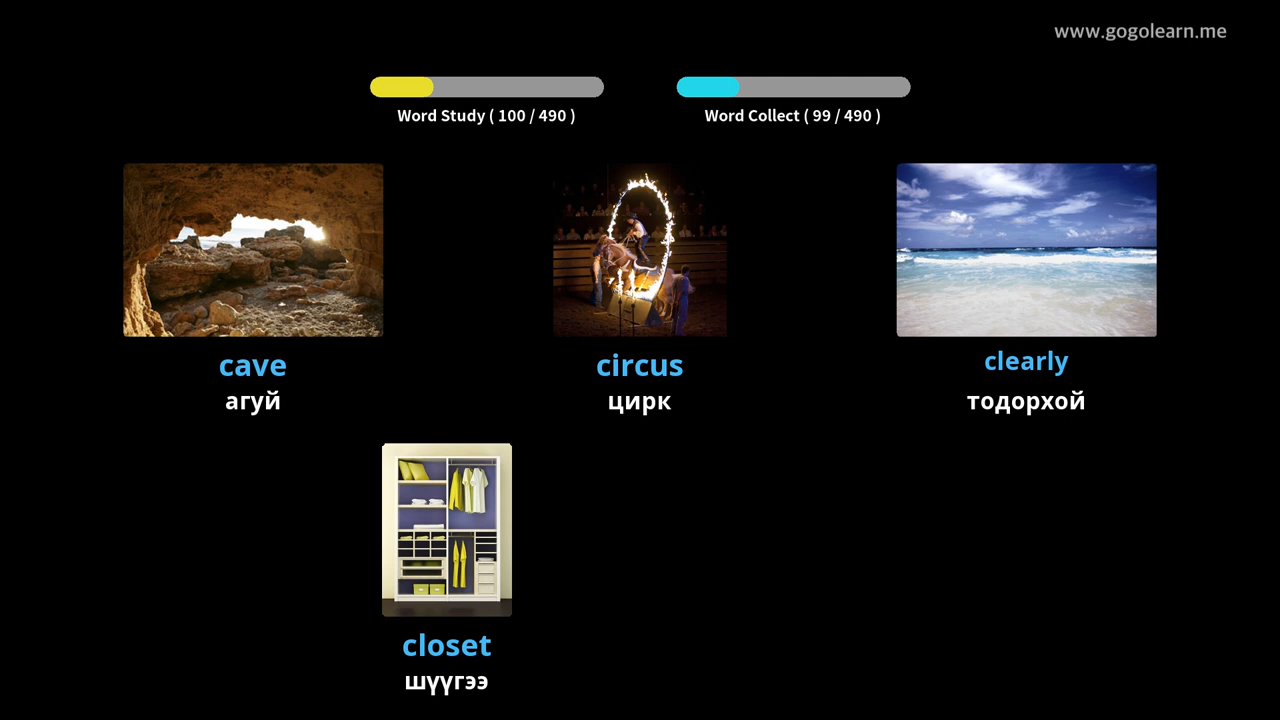 www.gogolearn.me
Word Study ( 100 / 490 )
Word Collect ( 99 / 490 )
cave
агуй
circus
цирк
clearly
тодорхой
closet
шүүгээ